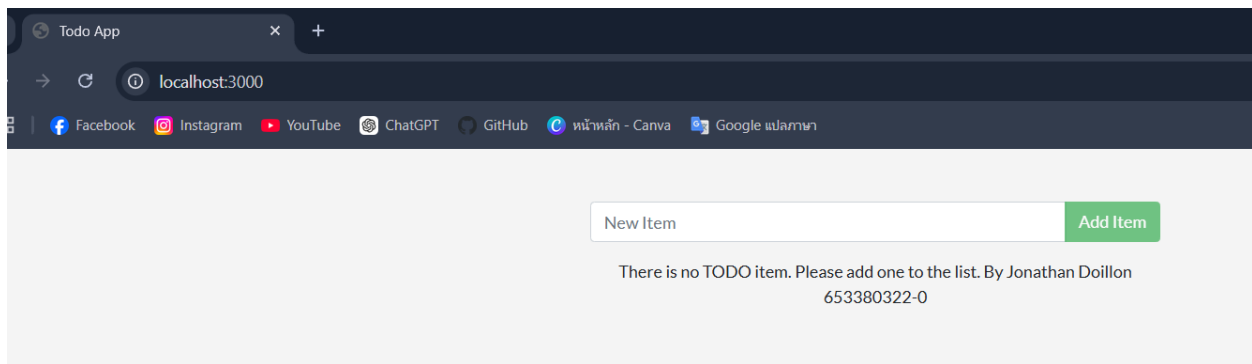 Todo App
localhost:3000
Facebook Instagram YouTube ChatGPT GitHub หน้าหลัก - Canva Google แปลภาษา
New Item Add Item
There is no TODO item. Please add one to the list. By Jonathan Doillon
653380322-0